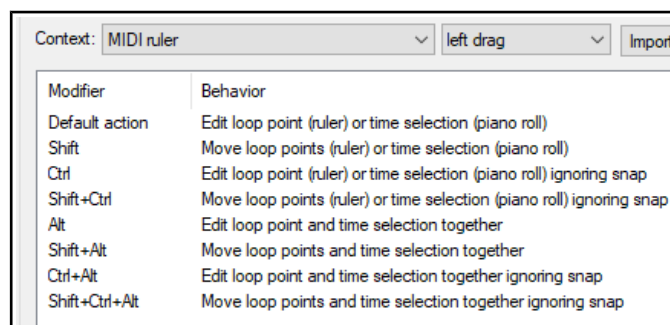 Context: MIDI ruler left drag Import
Modifier Behavior
Default action Edit loop point (ruler) or time selection (piano roll)
Shift Move loop points (ruler) or time selection (piano roll)
Ctrl Edit loop point (ruler) or time selection (piano roll) ignoring snap
Shift+Ctrl Move loop points (ruler) or time selection (piano roll) ignoring snap
Alt Edit loop point and time selection together
Shift+Alt Move loop points and time selection together
Ctrl+Alt Edit loop point and time selection together ignoring snap
Shift+Ctrl+Alt Move loop points and time selection together ignoring snap